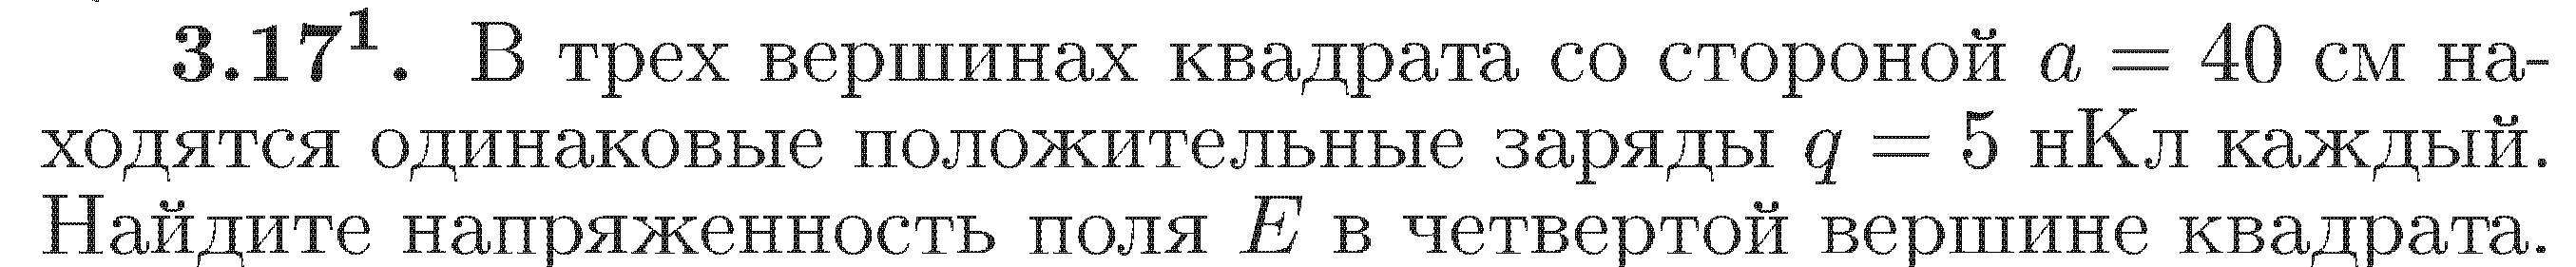 3.17¹. В трех вершинах квадрата со стороной a = 40 см на-
ходятся одинаковые положительные заряды q = 5 нКл каждый.
Найдите напряженность поля E в четвертой вершине квадрата.